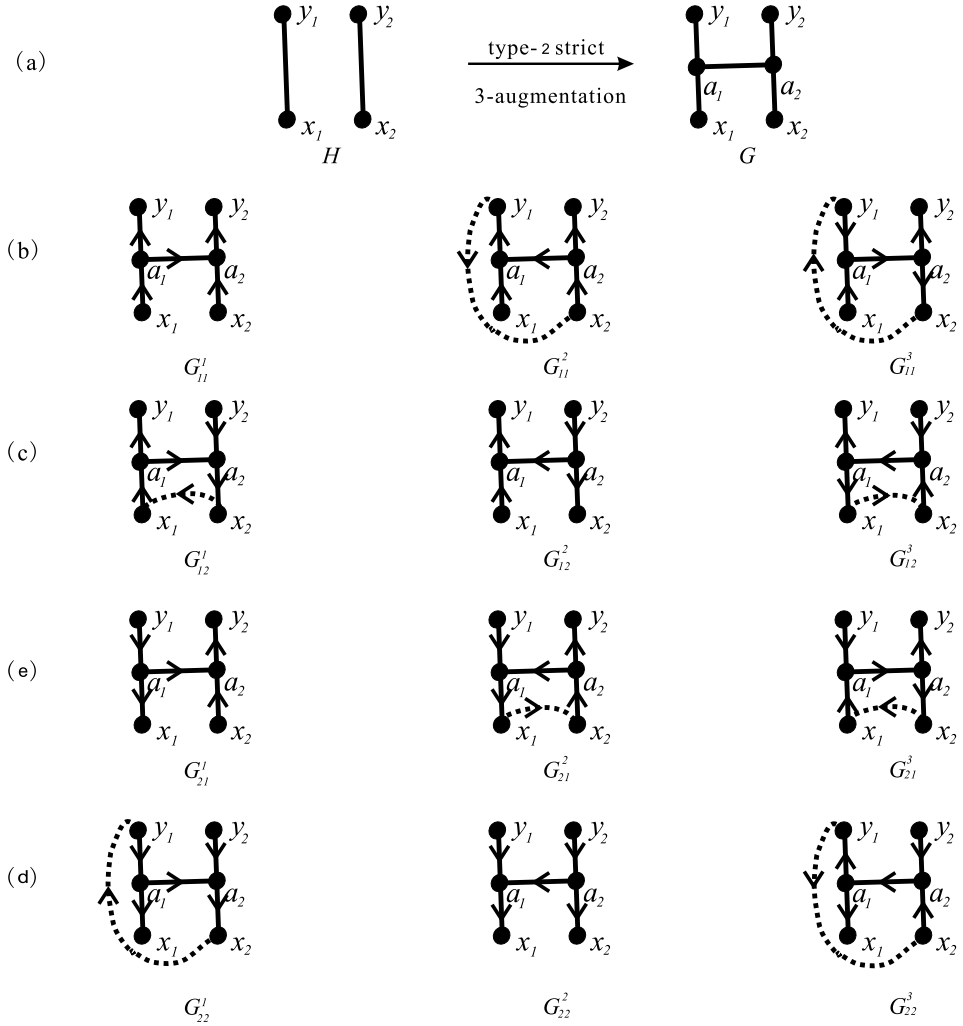 y1 y2 y1 y2
(a) type-2 strict
3-augmentation
a1 a2
x1 x2 x1 x2
H G
y1 y2 y1 y2 y1 y2
(b)
a1 a2 a1 a2 a1 a2
x1 x2 x1 x2 x1 x2
G^1_11 G^2_11 G^3_11
y1 y2 y1 y2 y1 y2
(c)
a1 a2 a1 a2 a1 a2
x1 x2 x1 x2 x1 x2
G^1_12 G^2_12 G^3_12
y1 y2 y1 y2 y1 y2
(e)
a1 a2 a1 a2 a1 a2
x1 x2 x1 x2 x1 x2
G^1_21 G^2_21 G^3_21
y1 y2 y1 y2 y1 y2
(d)
a1 a2 a1 a2 a1 a2
x1 x2 x1 x2 x1 x2
G^1_22 G^2_22 G^3_22